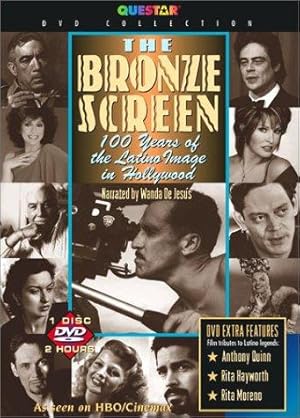 QUESTAR
DVD COLLECTION
THE
BRONZE
SCREEN
100 Years of
the Latino Image
in Hollywood
Narrated by Wanda De Jesús
1 DISC
DVD
2 HOURS
DVD EXTRA FEATURES
Film tributes to Latino legends:
★ Anthony Quinn
★ Rita Hayworth
★ Rita Moreno
As seen on HBO/Cinemax